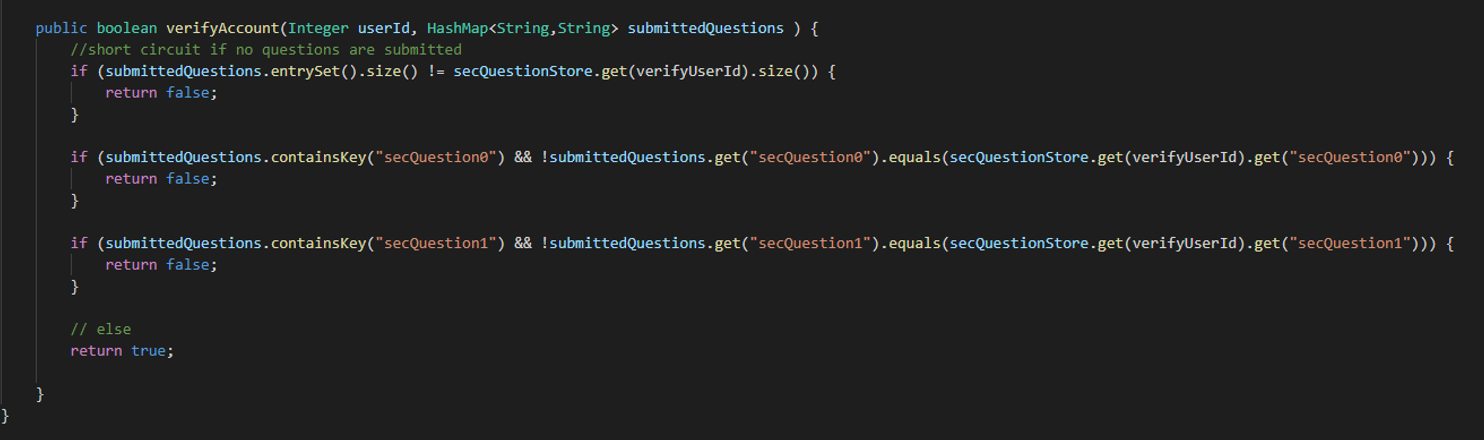 public boolean verifyAccount(Integer userId, HashMap<String,String> submittedQuestions ) {
//short circuit if no questions are submitted
if (submittedQuestions.entrySet().size() != secQuestionStore.get(verifyUserId).size()) {
return false;
}
if (submittedQuestions.containsKey("secQuestion0") && !submittedQuestions.get("secQuestion0").equals(secQuestionStore.get(verifyUserId).get("secQuestion0"))) {
return false;
}
if (submittedQuestions.containsKey("secQuestion1") && !submittedQuestions.get("secQuestion1").equals(secQuestionStore.get(verifyUserId).get("secQuestion1"))) {
return false;
}
// else
return true;
}
}